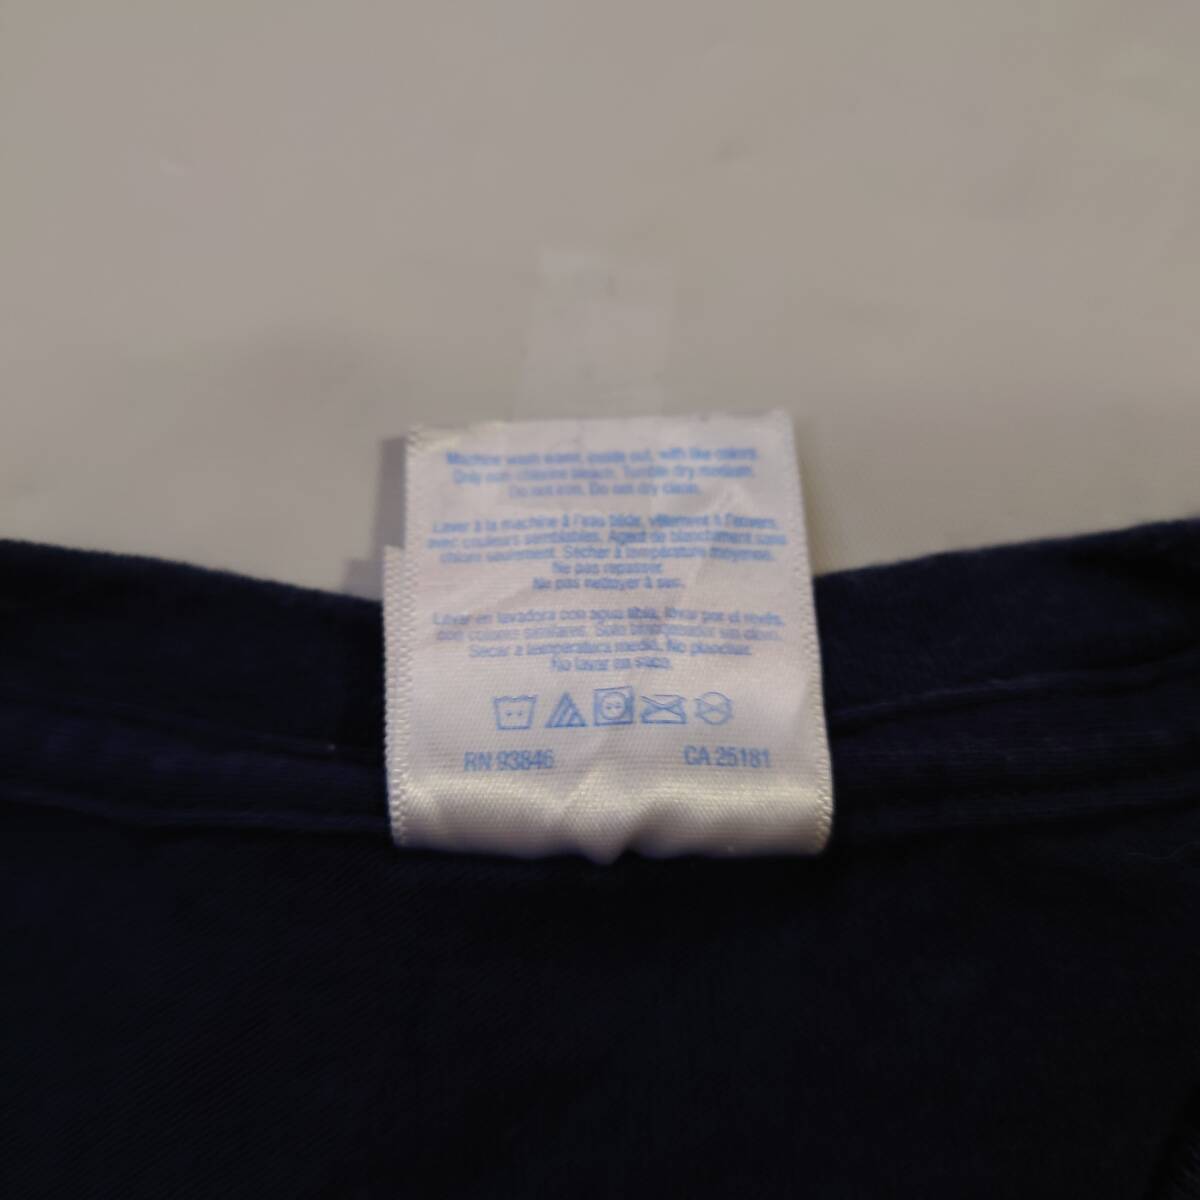 Machine wash warm, inside out, with like colors.
Only non-chlorine bleach. Tumble dry medium.
Do not iron. Do not dry clean.
Laver à la machine à l'eau tiède, vêtement à l'envers,
avec couleurs semblables. Agent de blanchiment sans
chlore seulement. Sécher à température moyenne.
Ne pas repasser.
Ne pas nettoyer à sec.
Lavar en lavadora con agua tibia, lavar por el revés,
con colores similares. Solo blanqueador sin cloro.
Secar a temperatura media. No planchar.
No lavar en seco.
RN 93846 CA 25181